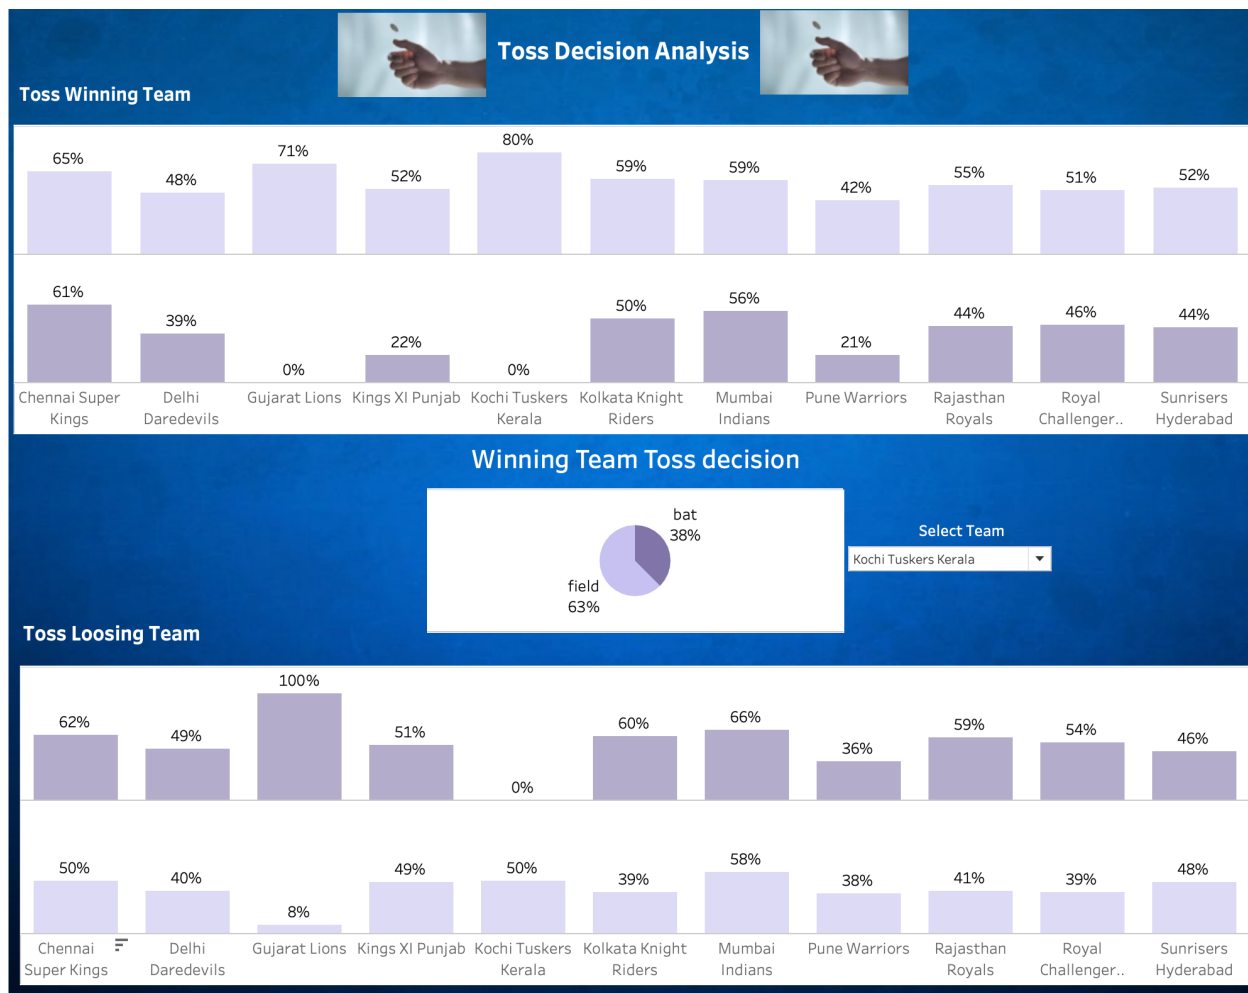 Toss Decision Analysis
Toss Winning Team
65%
48%
71%
52%
80%
59%
59%
42%
55%
51%
52%
61%
39%
0%
22%
0%
50%
56%
21%
44%
46%
44%
Chennai Super Kings
Delhi Daredevils
Gujarat Lions
Kings XI Punjab
Kochi Tuskers Kerala
Kolkata Knight Riders
Mumbai Indians
Pune Warriors
Rajasthan Royals
Royal Challenger..
Sunrisers Hyderabad
Winning Team Toss decision
bat
38%
field
63%
Select Team
Kochi Tuskers Kerala
Toss Loosing Team
62%
49%
100%
51%
0%
60%
66%
36%
59%
54%
46%
50%
40%
8%
49%
50%
39%
58%
38%
41%
39%
48%
Chennai Super Kings
Delhi Daredevils
Gujarat Lions
Kings XI Punjab
Kochi Tuskers Kerala
Kolkata Knight Riders
Mumbai Indians
Pune Warriors
Rajasthan Royals
Royal Challenger..
Sunrisers Hyderabad